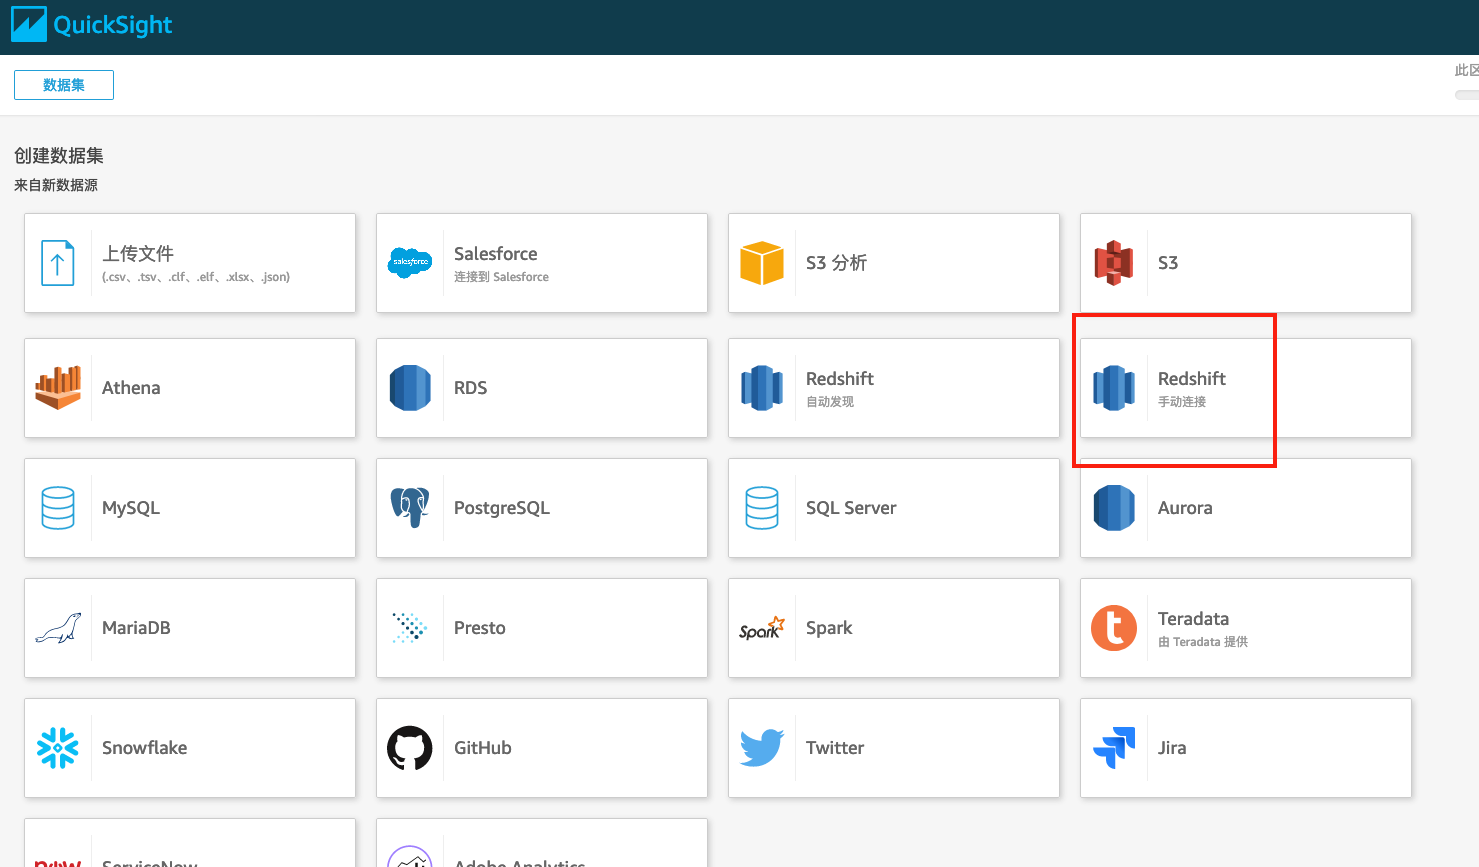 QuickSight
此区
数据集
创建数据集
来自新数据源
上传文件
(.csv、.tsv、.clf、.elf、.xlsx、.json)
salesforce
Salesforce
连接到 Salesforce
S3 分析
S3
Athena
RDS
Redshift
自动发现
Redshift
手动连接
MySQL
PostgreSQL
SQL Server
Aurora
MariaDB
Presto
Spark
Spark
t
Teradata
由 Teradata 提供
Snowflake
GitHub
Twitter
Jira
now
ServiceNow
Adobe Analytics